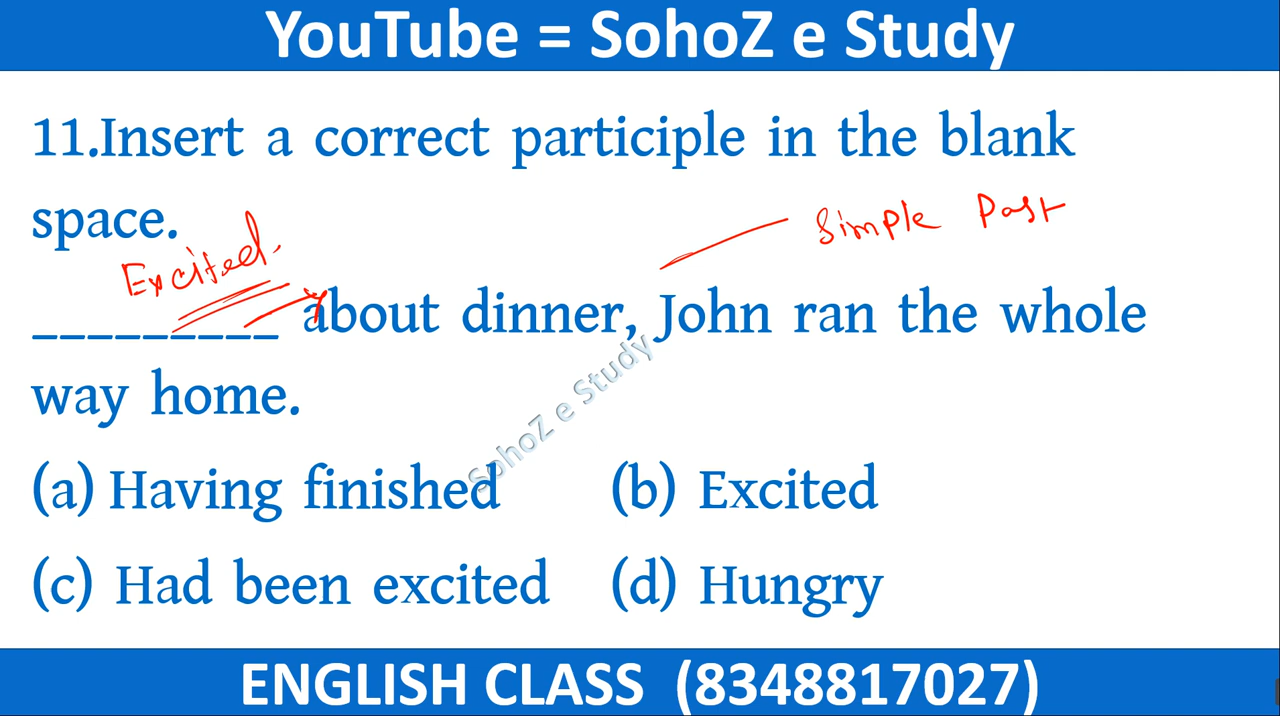 YouTube = SohoZ e Study
11.Insert a correct participle in the blank
space.
Simple Past
Excited.
__________ about dinner, John ran the whole
way home.
SohoZ e Study
(a) Having finished (b) Excited
(c) Had been excited (d) Hungry
ENGLISH CLASS (8348817027)